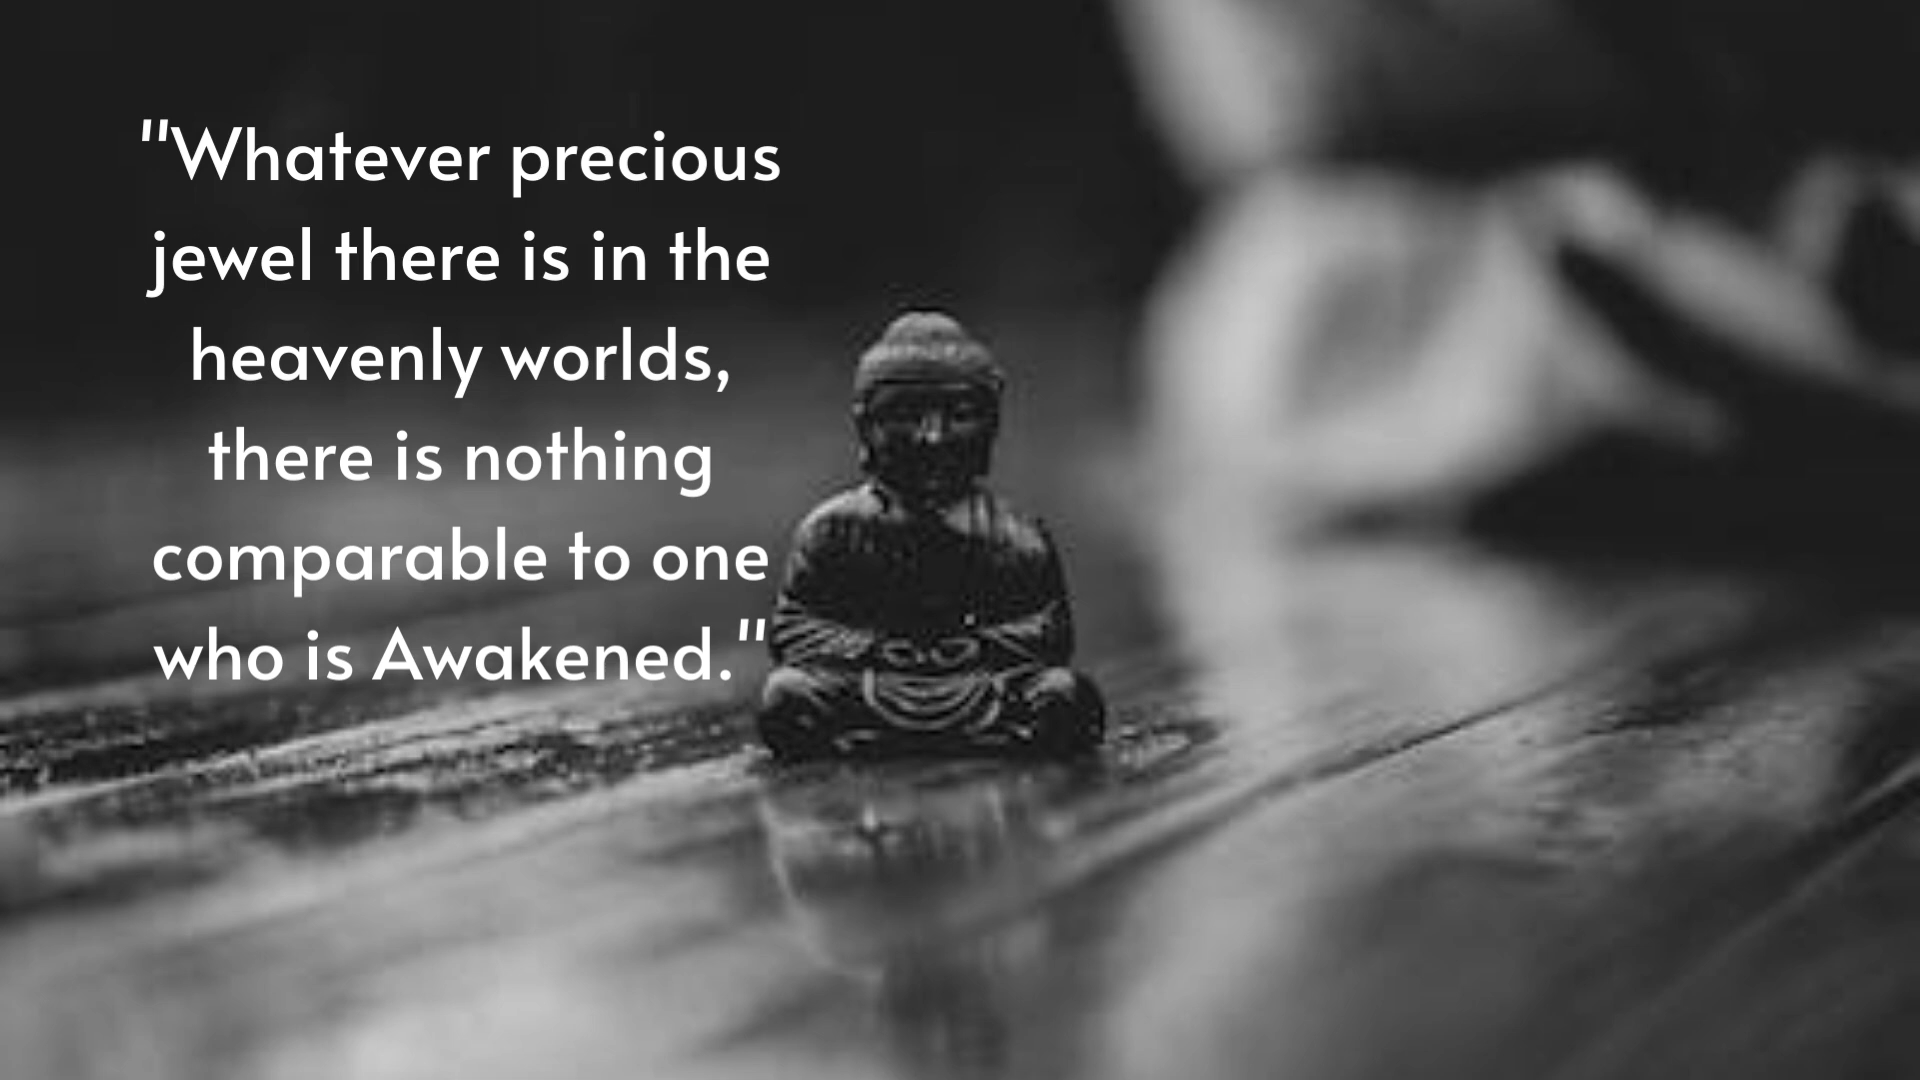 "Whatever precious
jewel there is in the
heavenly worlds,
there is nothing
comparable to one
who is Awakened."